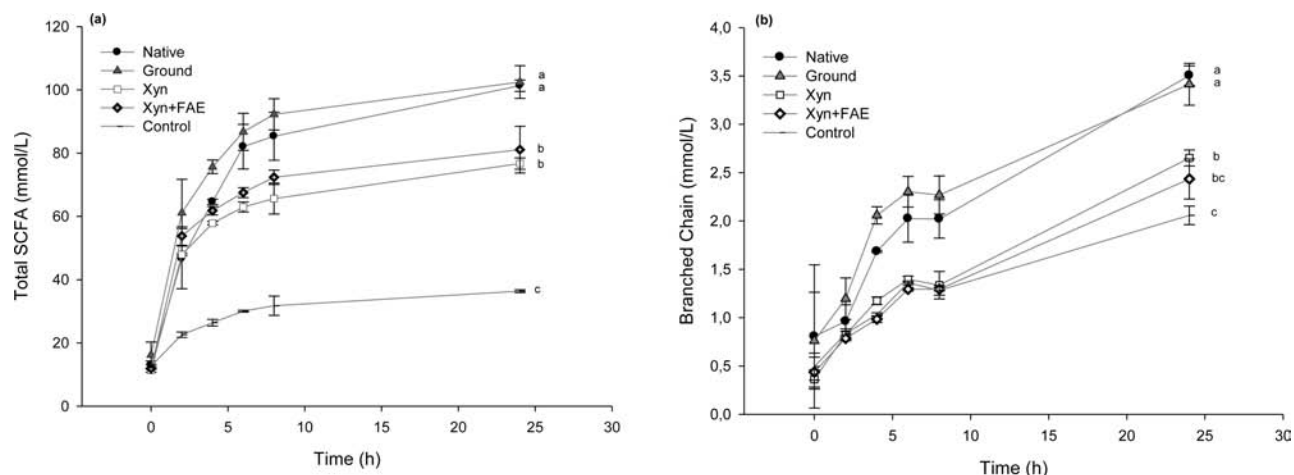 (a)
Total SCFA (mmol/L)
120
100
80
60
40
20
0
Native
Ground
Xyn
Xyn+FAE
Control
a
a
b
b
c
0 5 10 15 20 25 30
Time (h)
(b)
Branched Chain (mmol/L)
4,0
3,5
3,0
2,5
2,0
1,5
1,0
0,5
0,0
Native
Ground
Xyn
Xyn+FAE
Control
a
a
b
bc
c
0 5 10 15 20 25 30
Time (h)